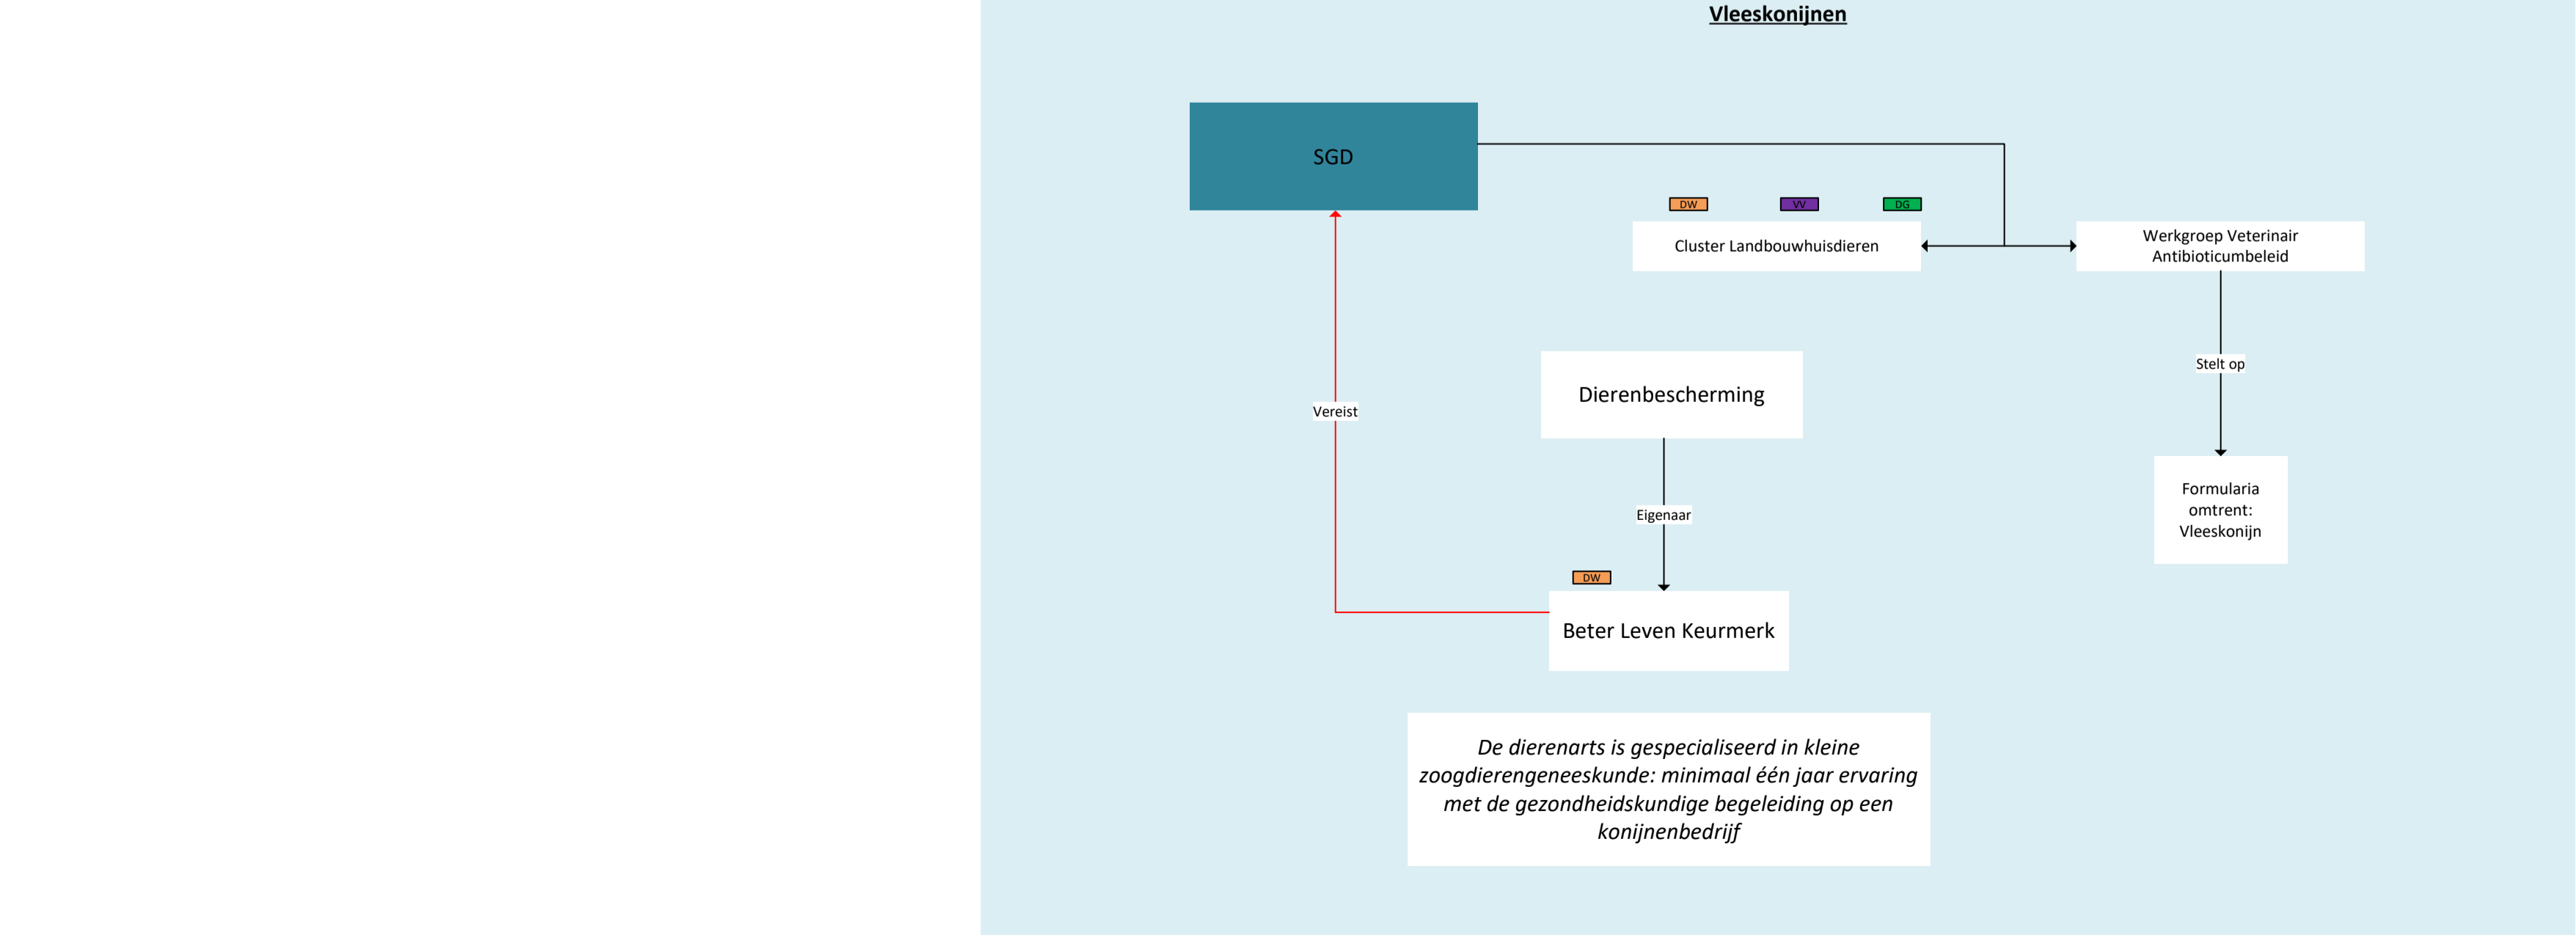 Vleeskonijnen
SGD
DW
VV
DG
Cluster Landbouwhuisdieren
Werkgroep Veterinair
Antibioticumbeleid
Stelt op
Dierenbescherming
Vereist
Formularia
omtrent:
Vleeskonijn
Eigenaar
DW
Beter Leven Keurmerk
De dierenarts is gespecialiseerd in kleine
zoogdierengeneeskunde: minimaal één jaar ervaring
met de gezondheidskundige begeleiding op een
konijnenbedrijf